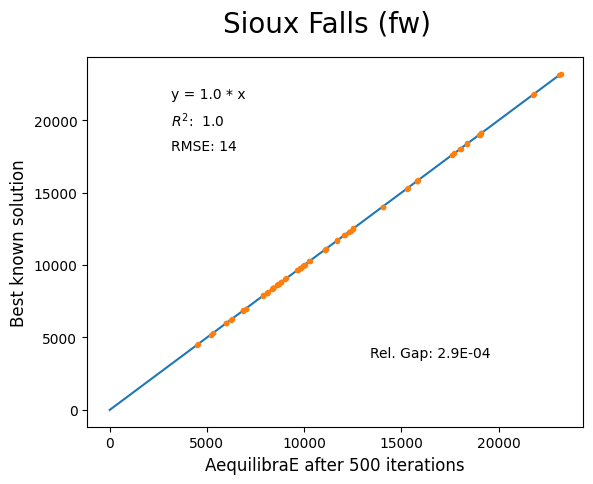 Sioux Falls (fw)
y = 1.0 * x
R²: 1.0
RMSE: 14
Rel. Gap: 2.9E-04
Best known solution
20000
15000
10000
5000
0
0 5000 10000 15000 20000
AequilibraE after 500 iterations